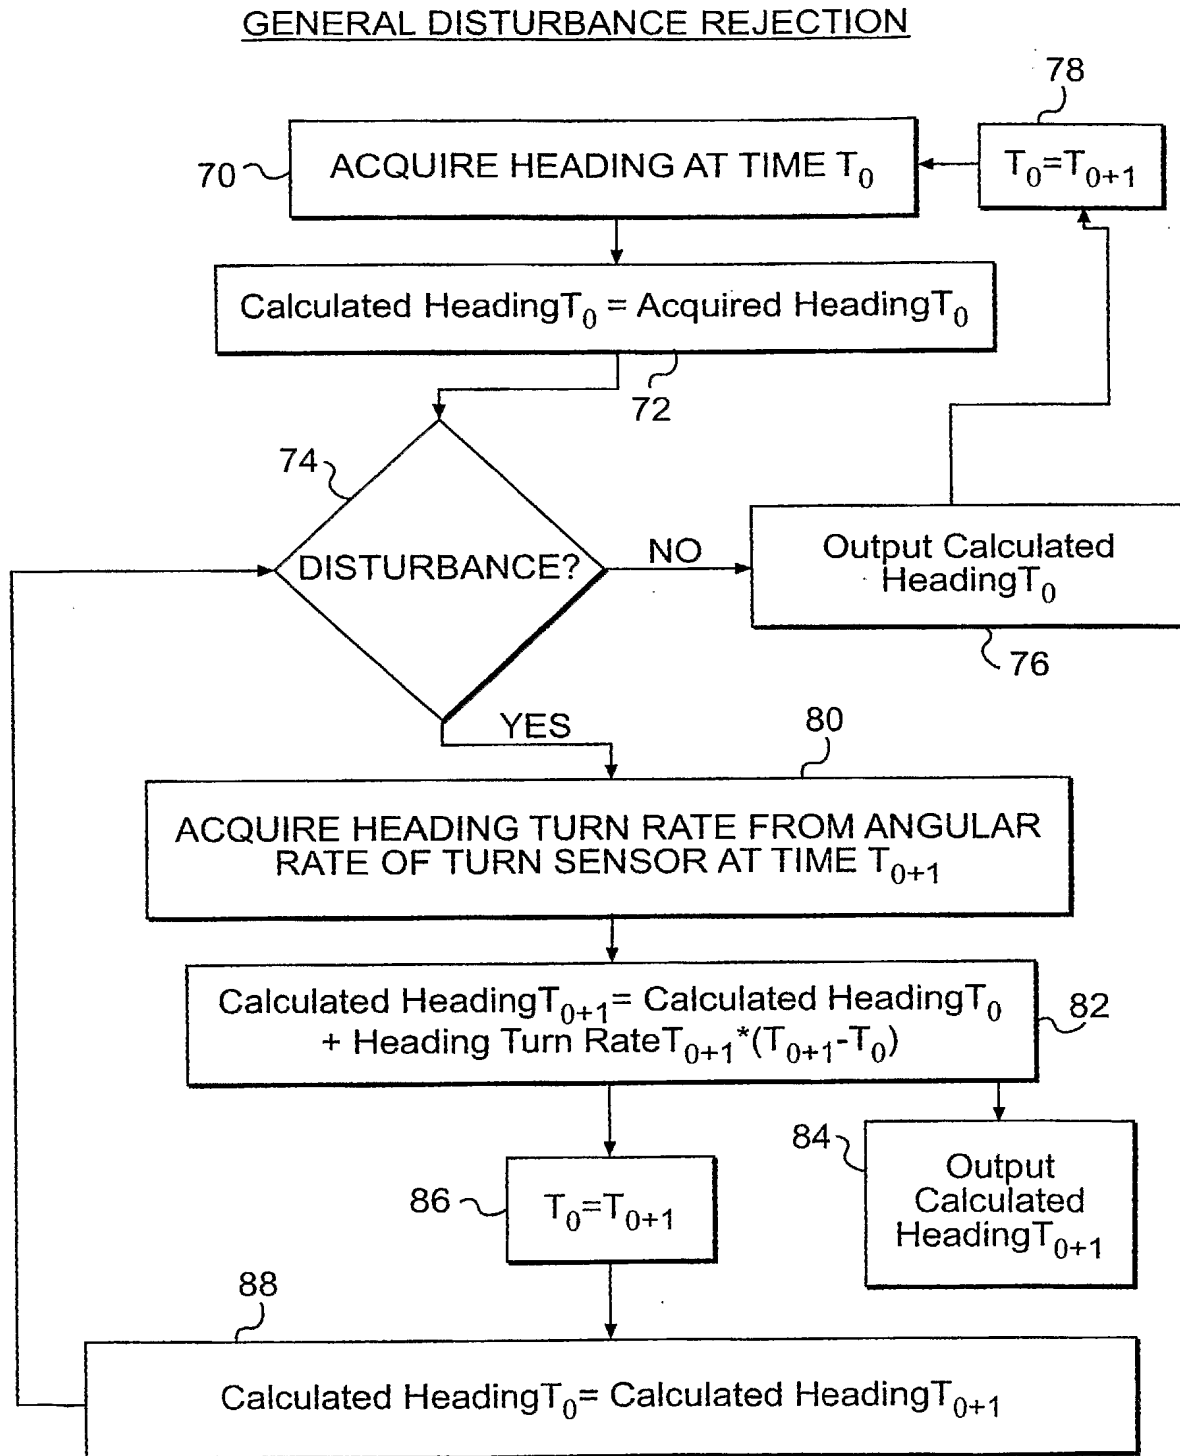 GENERAL DISTURBANCE REJECTION
78
70
ACQUIRE HEADING AT TIME T₀
T₀=T₀₊₁
Calculated HeadingT₀ = Acquired HeadingT₀
72
74
DISTURBANCE?
NO
Output Calculated
HeadingT₀
76
YES
80
ACQUIRE HEADING TURN RATE FROM ANGULAR
RATE OF TURN SENSOR AT TIME T₀₊₁
Calculated HeadingT₀₊₁= Calculated HeadingT₀
+ Heading Turn RateT₀₊₁*(T₀₊₁-T₀)
82
84
Output
Calculated
HeadingT₀₊₁
86
T₀=T₀₊₁
88
Calculated HeadingT₀= Calculated HeadingT₀₊₁